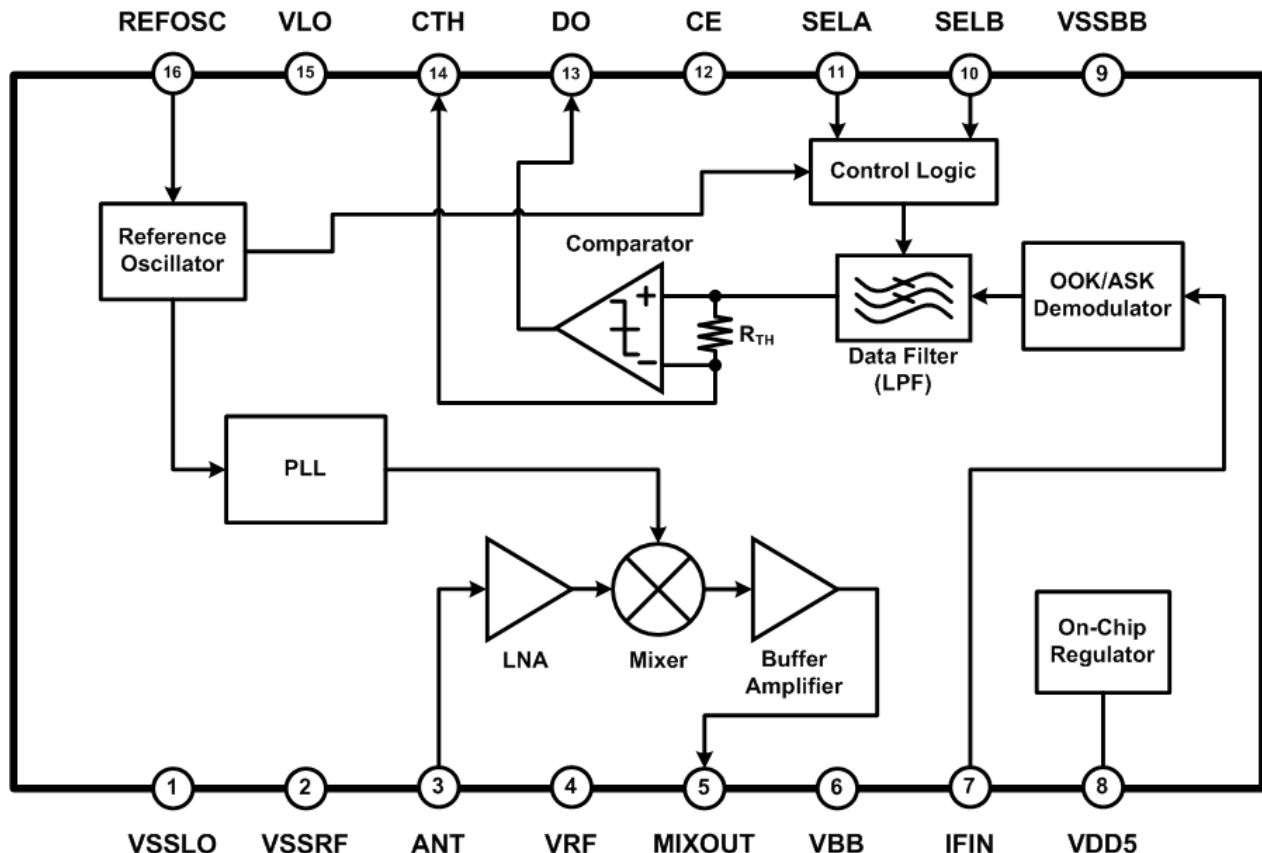 REFOSC VLO CTH DO CE SELA SELB VSSBB
16 15 14 13 12 11 10 9
Control Logic
Reference
Oscillator
Comparator
+
−
R_TH
Data Filter
(LPF)
OOK/ASK
Demodulator
PLL
LNA
Mixer
Buffer
Amplifier
On-Chip
Regulator
1 2 3 4 5 6 7 8
VSSLO VSSRF ANT VRF MIXOUT VBB IFIN VDD5